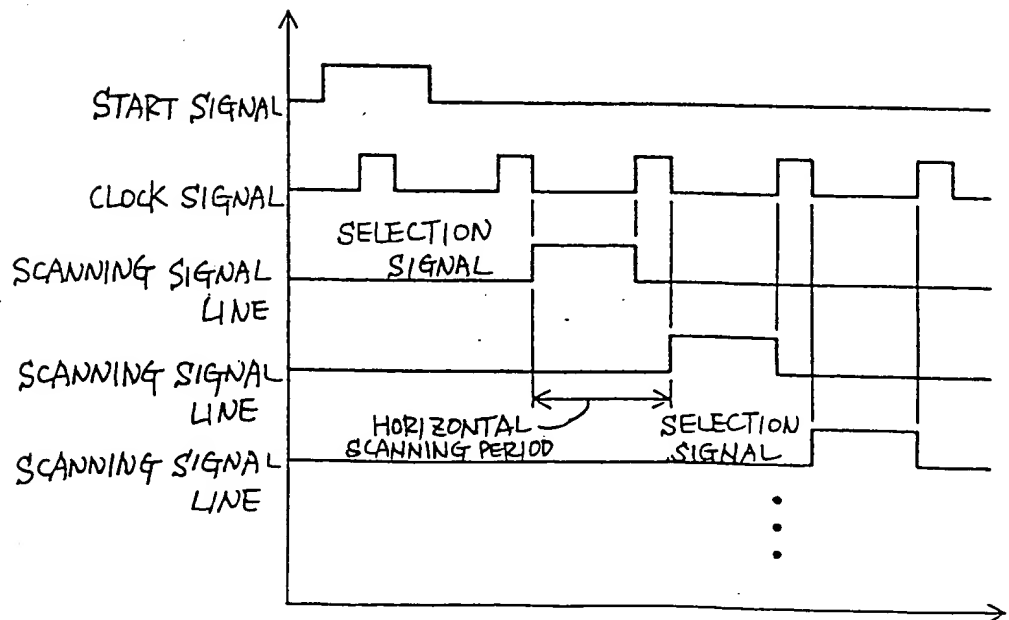 START SIGNAL
CLOCK SIGNAL
SELECTION
SIGNAL
SCANNING SIGNAL
LINE
SCANNING SIGNAL
LINE
HORIZONTAL
SCANNING PERIOD
SELECTION
SIGNAL
SCANNING SIGNAL
LINE